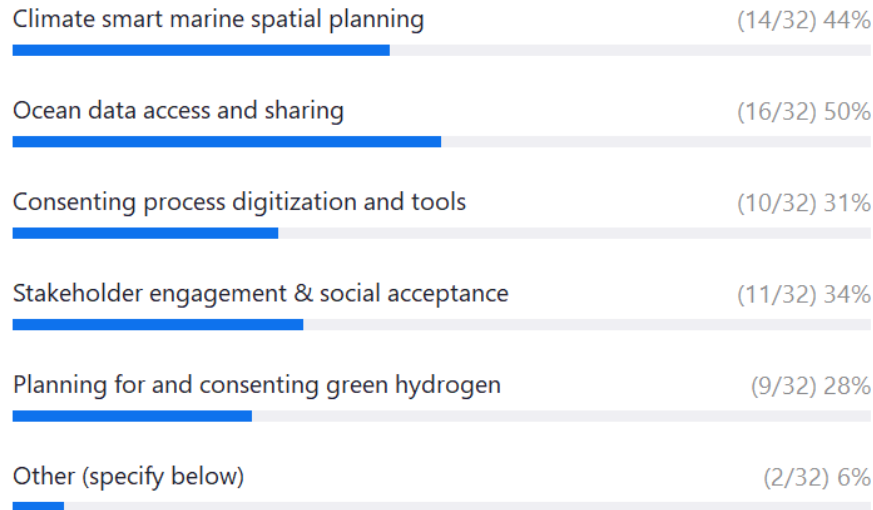 Climate smart marine spatial planning (14/32) 44%
Ocean data access and sharing (16/32) 50%
Consenting process digitization and tools (10/32) 31%
Stakeholder engagement & social acceptance (11/32) 34%
Planning for and consenting green hydrogen (9/32) 28%
Other (specify below) (2/32) 6%